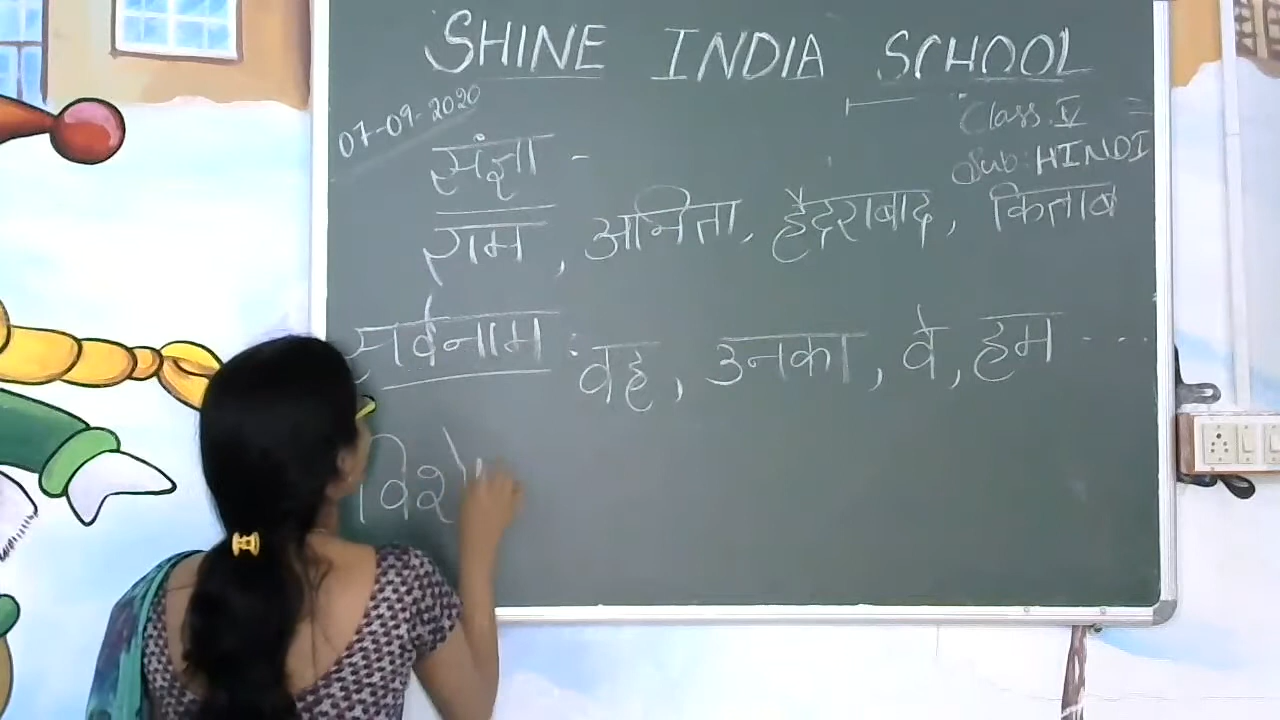 SHINE INDIA SCHOOL
07-09-2020
Class. V
Sub: HINDI
संज्ञा -
राम, अनिता, हैदराबाद, किताब
सर्वनाम : वह, उनका, वे, हम ...
विशे